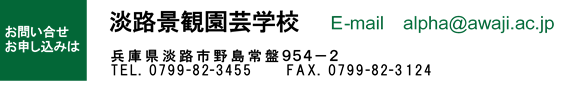 お問い合せ
お申し込みは
淡路景観園芸学校 E-mail alpha@awaji.ac.jp
兵庫県淡路市野島常盤954－2
TEL. 0799-82-3455 FAX. 0799-82-3124